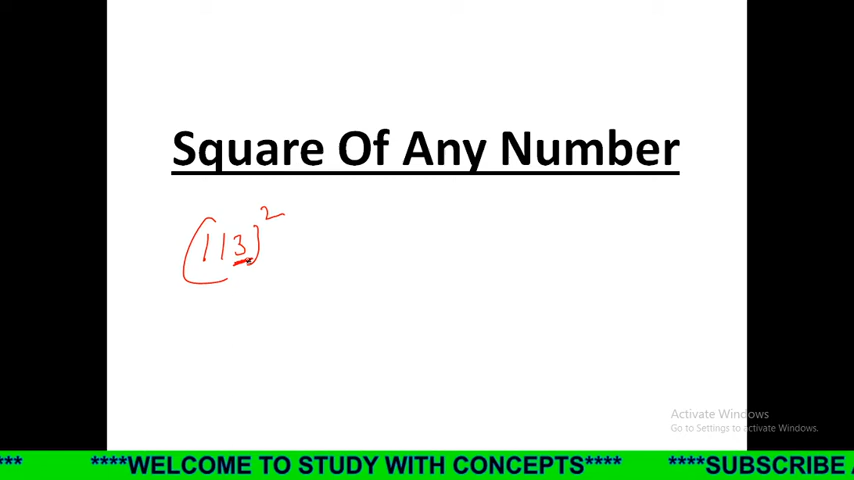 Square Of Any Number
(113)²
Activate Windows
Go to Settings to activate Windows.
*** ****WELCOME TO STUDY WITH CONCEPTS**** ****SUBSCRIBE A